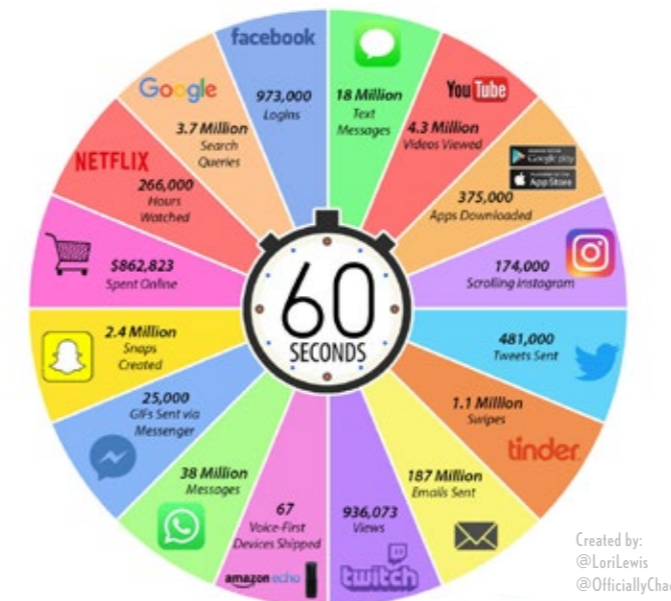 facebook
973,000
Logins
18 Million
Text
Messages
YouTube
4.3 Million
Videos Viewed
Google play
App Store
375,000
Apps Downloaded
174,000
Scrolling Instagram
481,000
Tweets Sent
1.1 Million
Swipes
tinder
187 Million
Emails Sent
936,073
Views
twitch
67
Voice-First
Devices Shipped
amazon echo
38 Million
Messages
25,000
GIFs Sent via
Messenger
2.4 Million
Snaps
Created
$862,823
Spent Online
NETFLIX
266,000
Hours
Watched
Google
3.7 Million
Search
Queries
60
SECONDS
Created by:
@LoriLewis
@OfficiallyCha